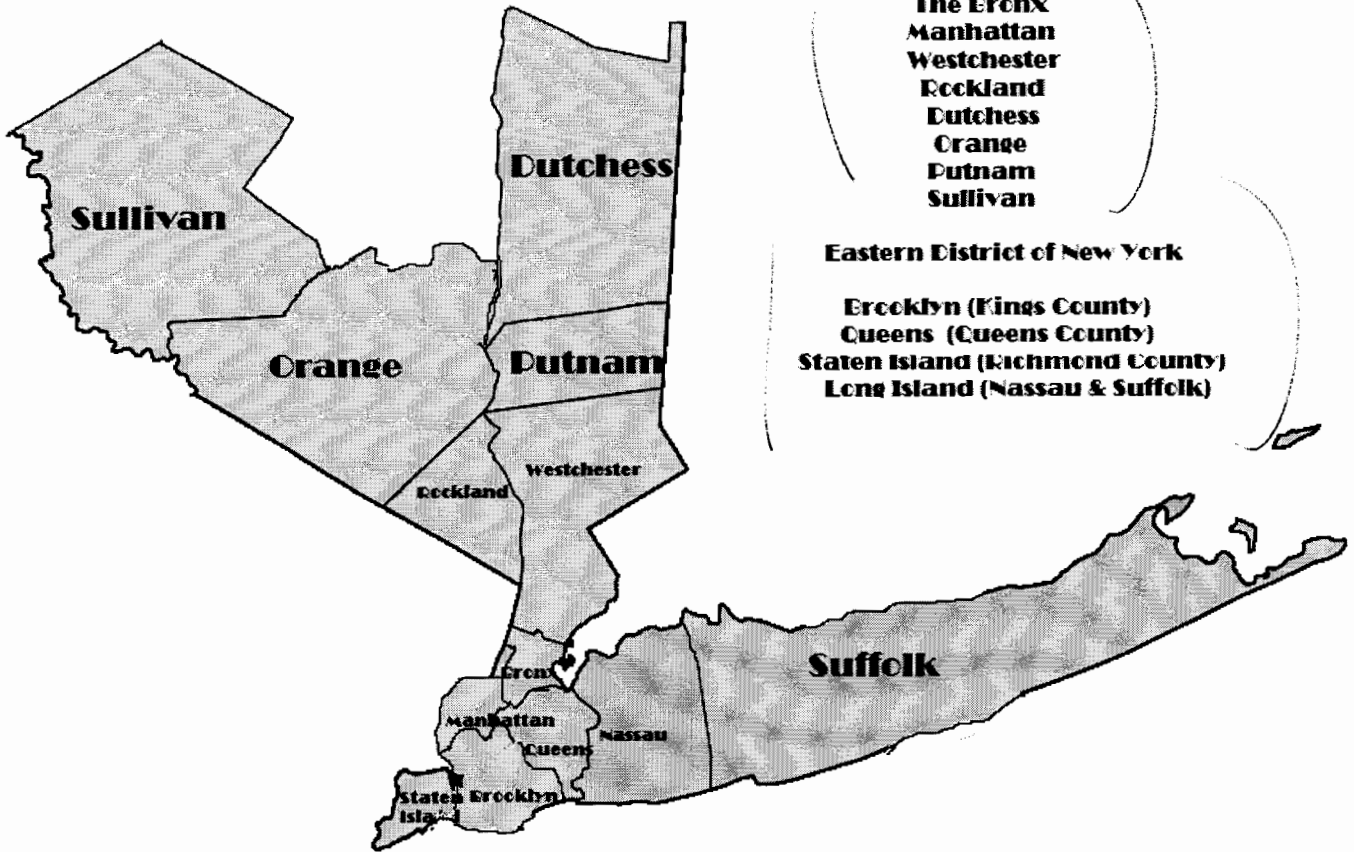 The Bronx
Manhattan
Westchester
Rockland
Dutchess
Orange
Putnam
Sullivan
Eastern District of New York
Brooklyn (Kings County)
Queens (Queens County)
Staten Island (Richmond County)
Long Island (Nassau & Suffolk)
Dutchess
Sullivan
Orange
Putnam
Westchester
Rockland
Suffolk
Bronx
Manhattan
Nassau
Queens
Staten
Brooklyn